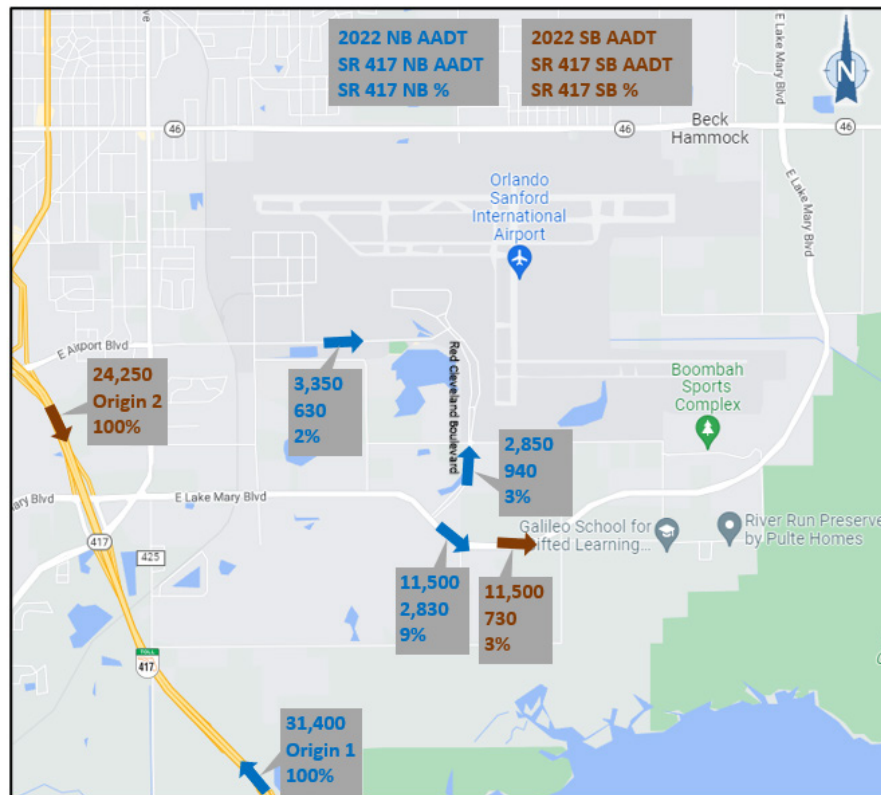 2022 NB AADT
SR 417 NB AADT
SR 417 NB %
2022 SB AADT
SR 417 SB AADT
SR 417 SB %
N
E Lake Mary Blvd
46
46
46
Beck
Hammock
Orlando
Sanford
International
Airport
E Lake Mary Blvd
E Airport Blvd
24,250
Origin 2
100%
3,350
630
2%
Red Cleveland Boulevard
Boombah
Sports
Complex
2,850
940
3%
ary Blvd
E Lake Mary Blvd
417
425
Galileo School for
Gifted Learning...
River Run Preserve
by Pulte Homes
11,500
2,830
9%
11,500
730
3%
TOLL
417
31,400
Origin 1
100%